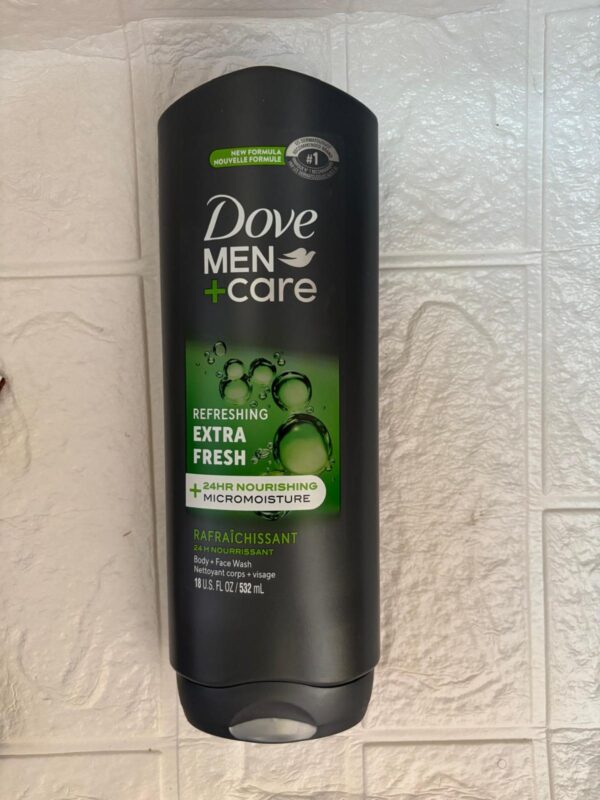 NEW FORMULA
NOUVELLE FORMULE
#1
Dove
MEN
+care
REFRESHING
EXTRA
FRESH
+ 24HR NOURISHING
MICROMOISTURE
RAFRAÎCHISSANT
24 H NOURRISSANT
Body + Face Wash
Nettoyant corps + visage
18 U.S. FL OZ / 532 mL